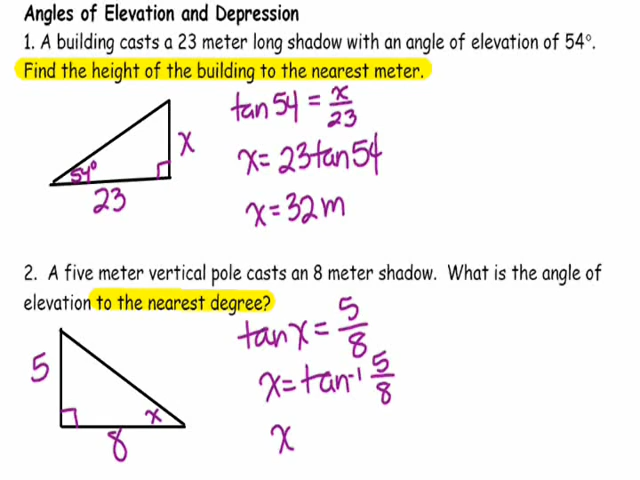 Angles of Elevation and Depression
1. A building casts a 23 meter long shadow with an angle of elevation of 54°.
Find the height of the building to the nearest meter.
tan 54 = x/23
x
54°
x = 23tan54
23
x = 32m
2. A five meter vertical pole casts an 8 meter shadow. What is the angle of
elevation to the nearest degree?
tan x = 5/8
5
x = tan⁻¹ 5/8
x
8
x